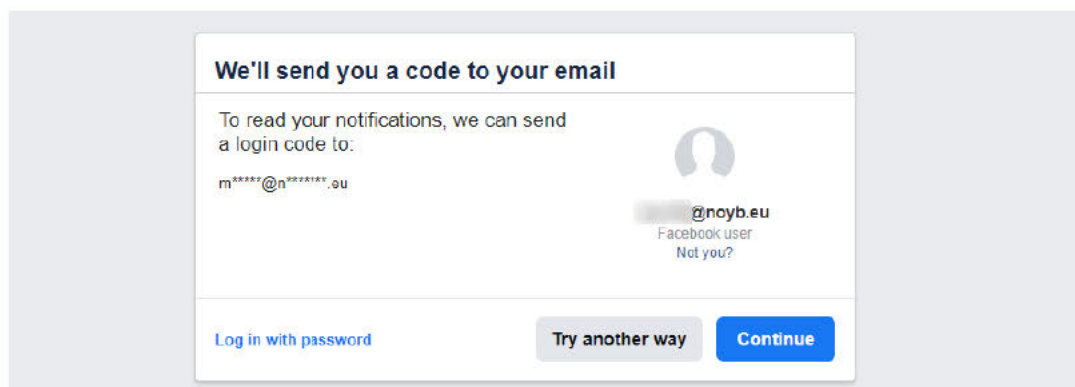 We'll send you a code to your email
To read your notifications, we can send
a login code to:
m*****@n*******.eu
@noyb.eu
Facebook user
Not you?
Log in with password
Try another way
Continue